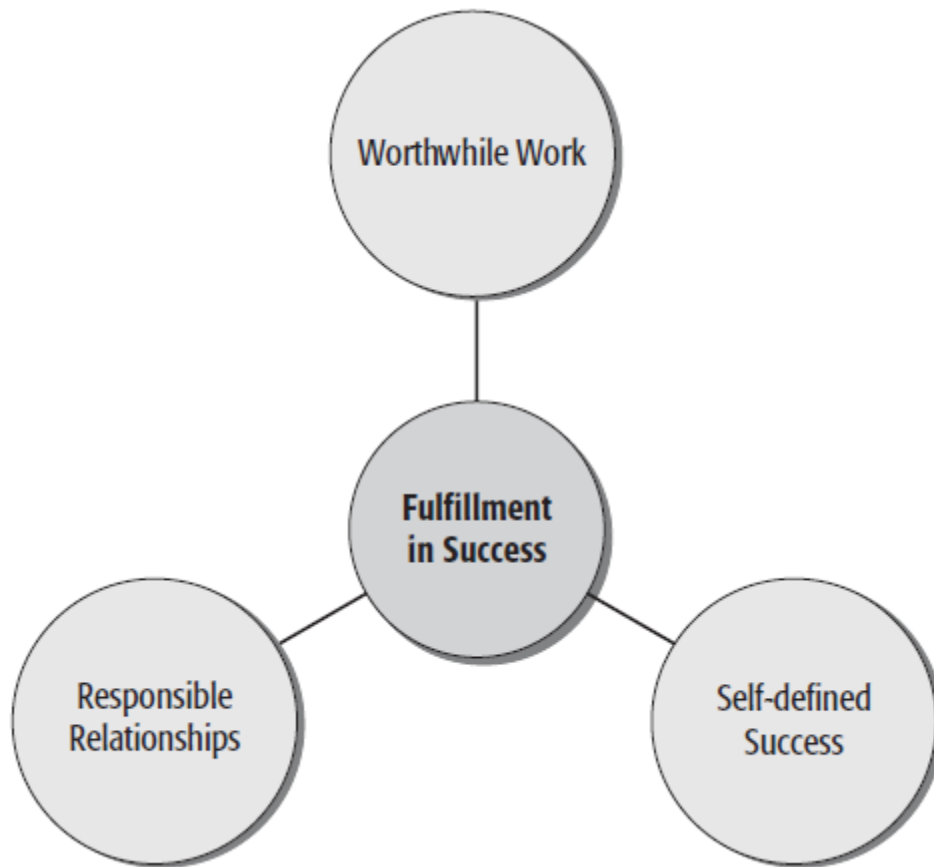 Worthwhile Work
Fulfillment
in Success
Responsible
Relationships
Self-defined
Success